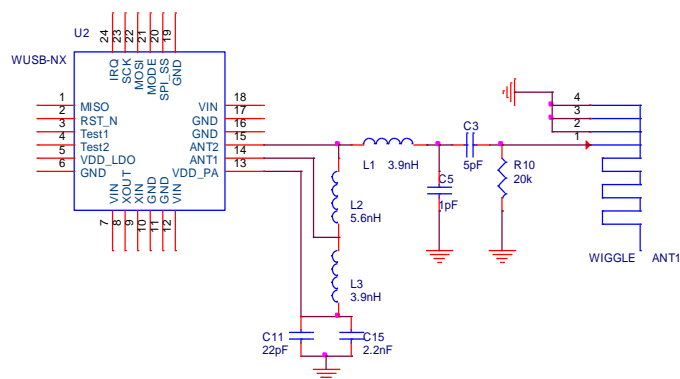 U2
WUSB-NX
24 23 22 21 20 19
IRQ SCK MOSI MISO MODE SPI_SS GND
1 MISO VIN 18
2 RST_N GND 17
3 Test1 GND 16
4 Test2 ANT2 15
5 VDD_LDO ANT1 14
6 GND VDD_PA 13
VIN XOUT XIN GND GND VIN
7 8 9 10 11 12
L1 3.9nH
C3
5pF
C5
1pF
R10
20k
L2
5.6nH
L3
3.9nH
C11
22pF
C15
2.2nF
4
3
2
1
WIGGLE ANT1